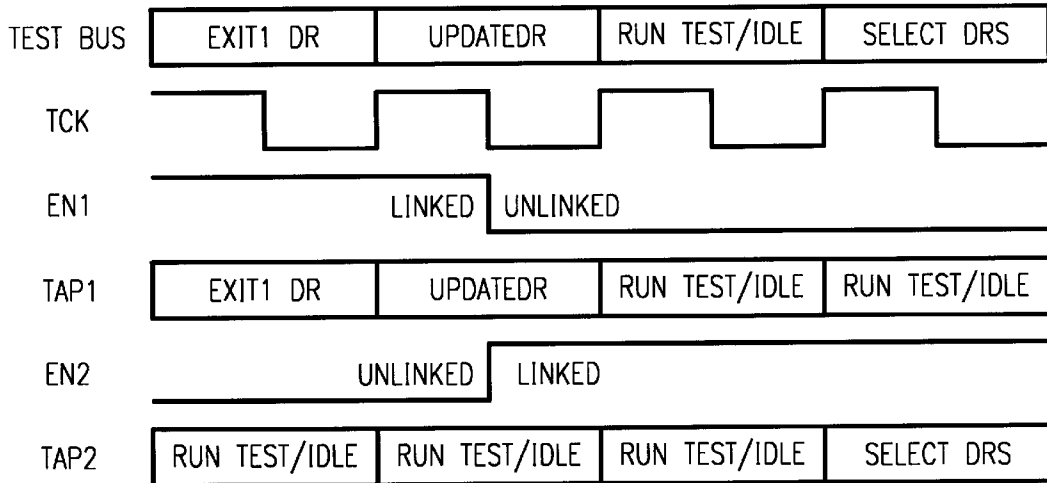 TEST BUS EXIT1 DR UPDATEDR RUN TEST/IDLE SELECT DRS
TCK
EN1 LINKED UNLINKED
TAP1 EXIT1 DR UPDATEDR RUN TEST/IDLE RUN TEST/IDLE
EN2 UNLINKED LINKED
TAP2 RUN TEST/IDLE RUN TEST/IDLE RUN TEST/IDLE SELECT DRS